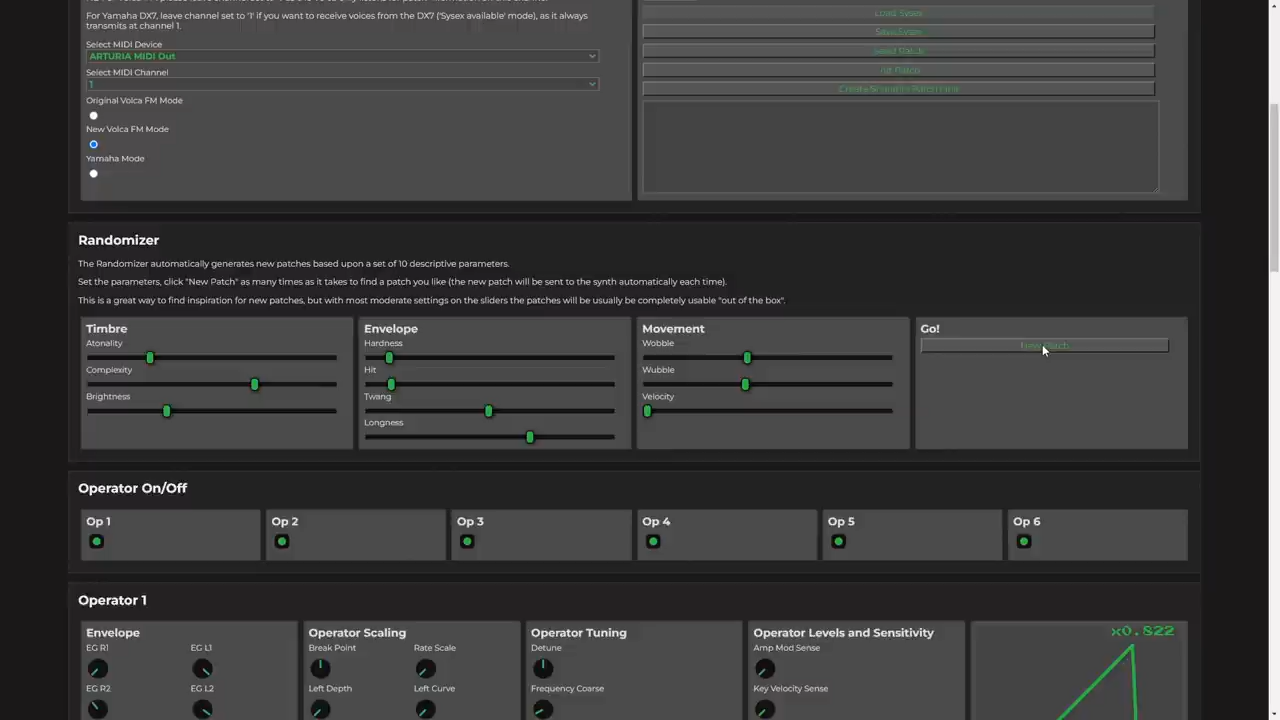 For Yamaha DX7, leave channel set to '1' if you want to receive voices from the DX7 ('Sysex available' mode), as it always
transmits at channel 1.
Select MIDI Device
ARTURIA MIDI Out
Select MIDI Channel
1
Original Volca FM Mode
New Volca FM Mode
Yamaha Mode
Load Sysex
Save Sysex
Send Patch
Init Patch
Randomizer
The Randomizer automatically generates new patches based upon a set of 10 descriptive parameters.
Set the parameters, click "New Patch" as many times as it takes to find a patch you like (the new patch will be sent to the synth automatically each time).
This is a great way to find inspiration for new patches, but with most moderate settings on the sliders the patches will be usually be completely usable "out of the box".
Timbre
Atonality
Complexity
Brightness
Envelope
Hardness
Hit
Twang
Longness
Movement
Wobble
Wubble
Velocity
Go!
New Patch
Operator On/Off
Op 1
Op 2
Op 3
Op 4
Op 5
Op 6
Operator 1
Envelope
EG R1
EG L1
EG R2
EG L2
Operator Scaling
Break Point
Rate Scale
Left Depth
Left Curve
Operator Tuning
Detune
Frequency Coarse
Operator Levels and Sensitivity
Amp Mod Sense
Key Velocity Sense
x0.822